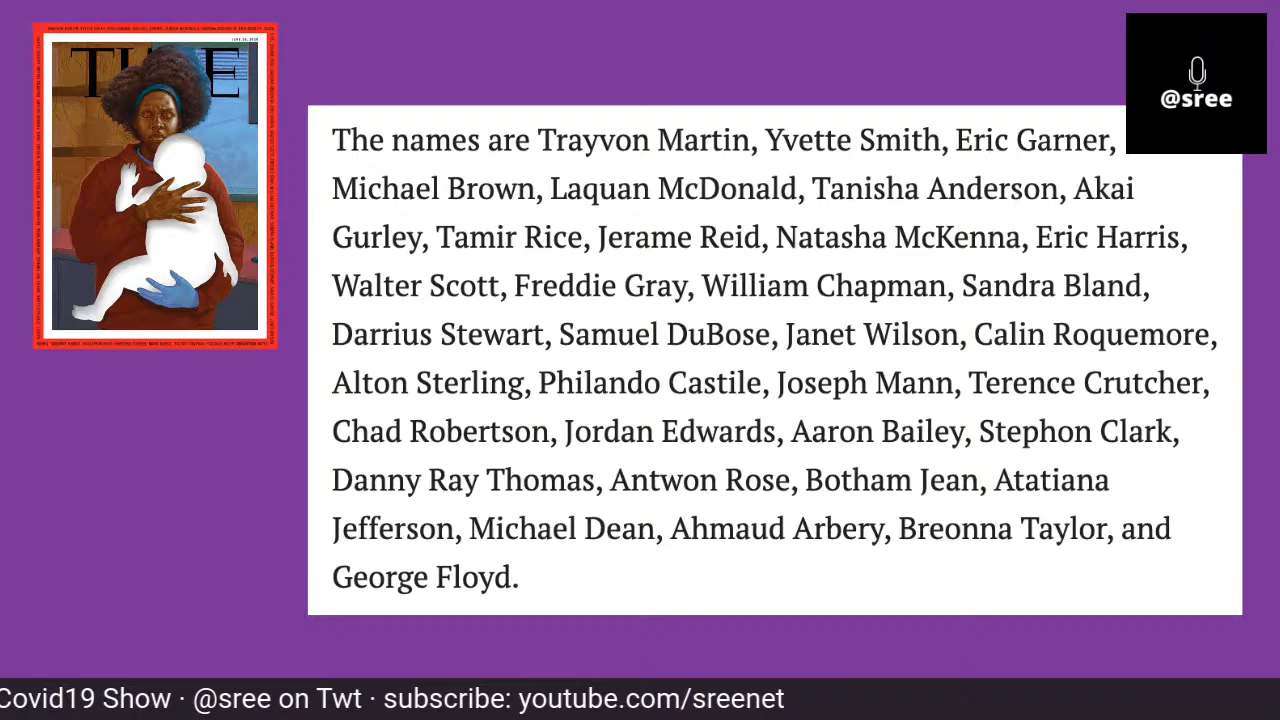 TIME
@sree
The names are Trayvon Martin, Yvette Smith, Eric Garner,
Michael Brown, Laquan McDonald, Tanisha Anderson, Akai
Gurley, Tamir Rice, Jerame Reid, Natasha McKenna, Eric Harris,
Walter Scott, Freddie Gray, William Chapman, Sandra Bland,
Darrius Stewart, Samuel DuBose, Janet Wilson, Calin Roquemore,
Alton Sterling, Philando Castile, Joseph Mann, Terence Crutcher,
Chad Robertson, Jordan Edwards, Aaron Bailey, Stephon Clark,
Danny Ray Thomas, Antwon Rose, Botham Jean, Atatiana
Jefferson, Michael Dean, Ahmaud Arbery, Breonna Taylor, and
George Floyd.
Covid19 Show · @sree on Twt · subscribe: youtube.com/sreenet